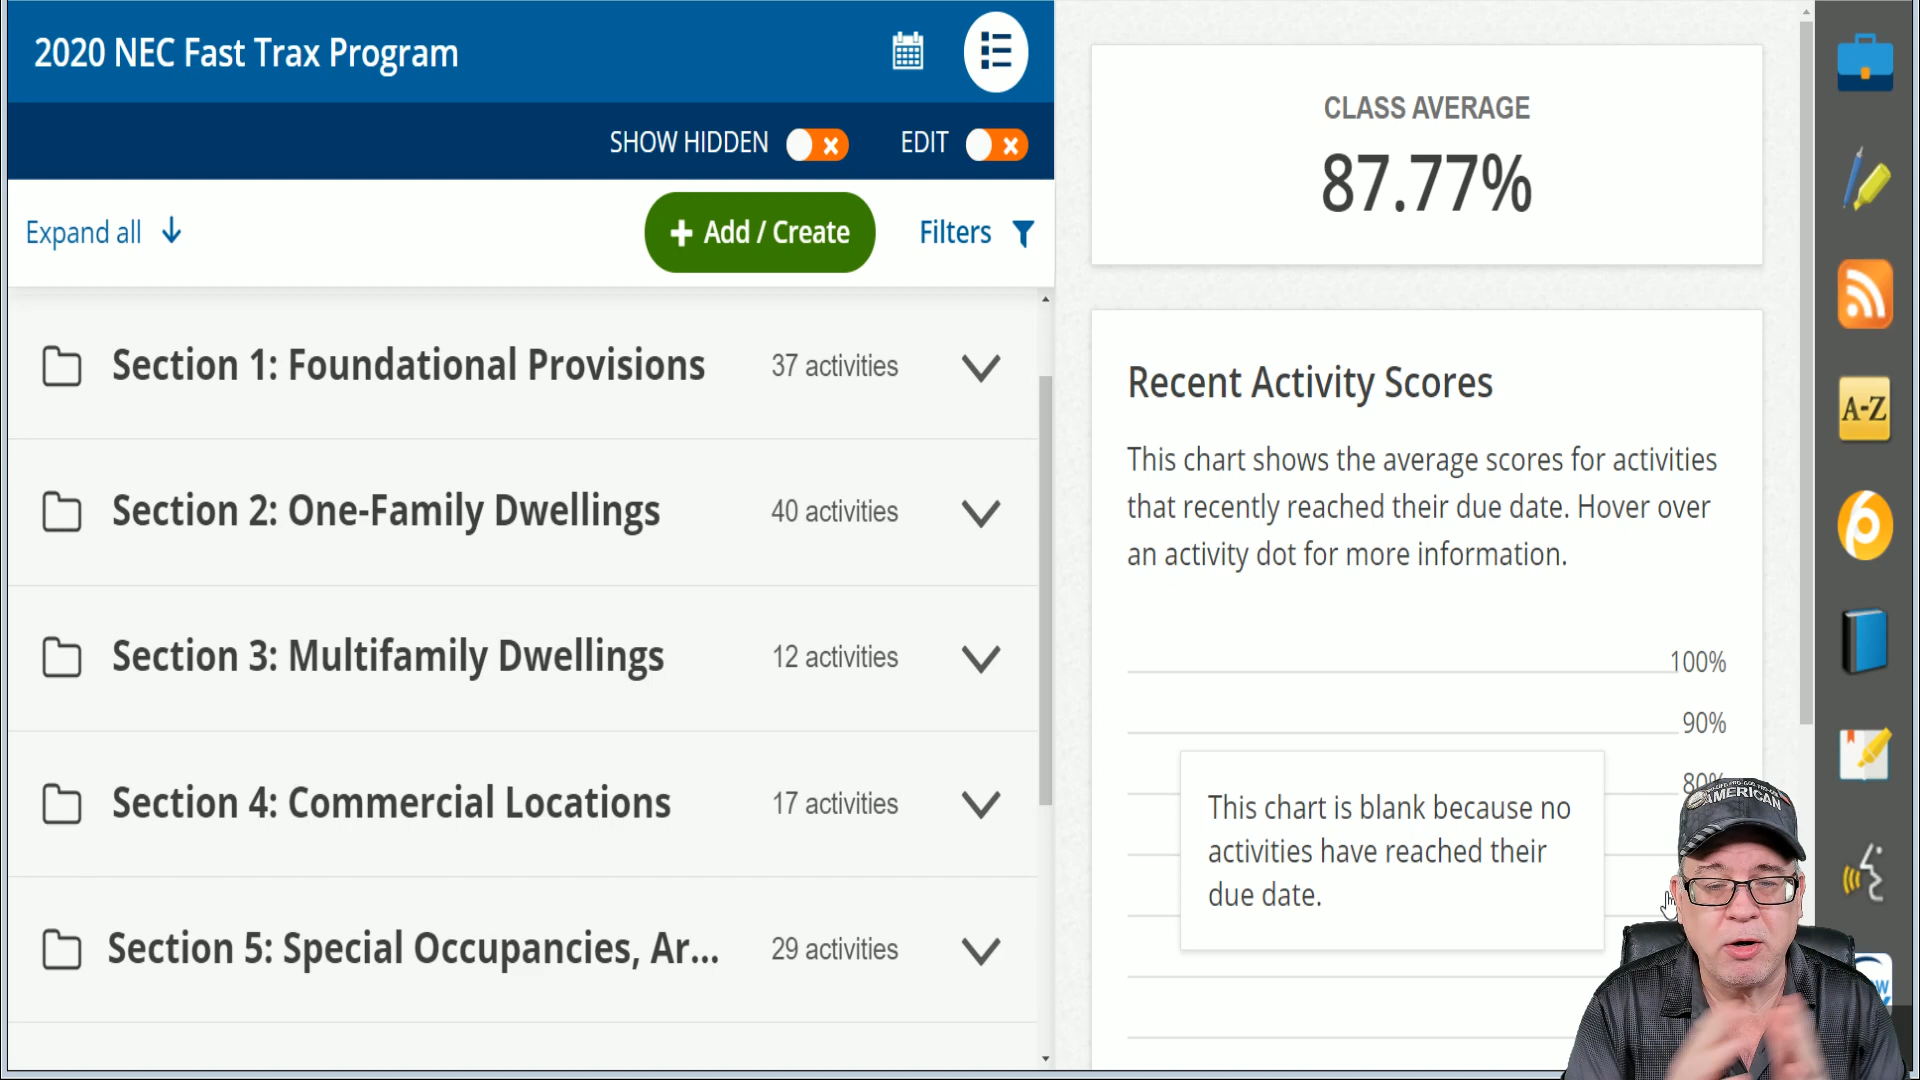 2020 NEC Fast Trax Program
SHOW HIDDEN
EDIT
Expand all
+ Add / Create
Filters
Section 1: Foundational Provisions
37 activities
Section 2: One-Family Dwellings
40 activities
Section 3: Multifamily Dwellings
12 activities
Section 4: Commercial Locations
17 activities
Section 5: Special Occupancies, Ar...
29 activities
CLASS AVERAGE
87.77%
Recent Activity Scores
This chart shows the average scores for activities
that recently reached their due date. Hover over
an activity dot for more information.
100%
90%
80%
This chart is blank because no
activities have reached their
due date.
A-Z
AMERICAN